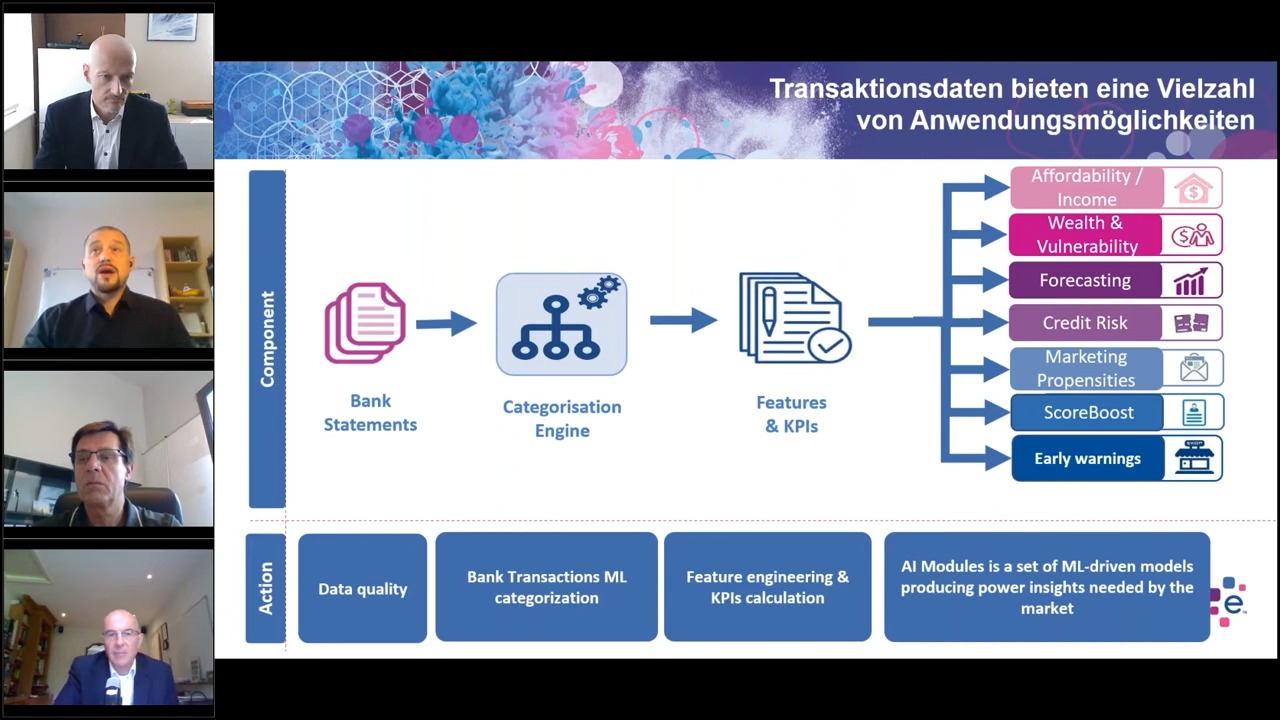 Transaktionsdaten bieten eine Vielzahl
von Anwendungsmöglichkeiten
Component
Bank
Statements
Categorisation
Engine
Features
& KPIs
Affordability /
Income
Wealth &
Vulnerability
Forecasting
Credit Risk
Marketing
Propensities
ScoreBoost
Early warnings
Action
Data quality
Bank Transactions ML
categorization
Feature engineering &
KPIs calculation
AI Modules is a set of ML-driven models
producing power insights needed by the
market
e